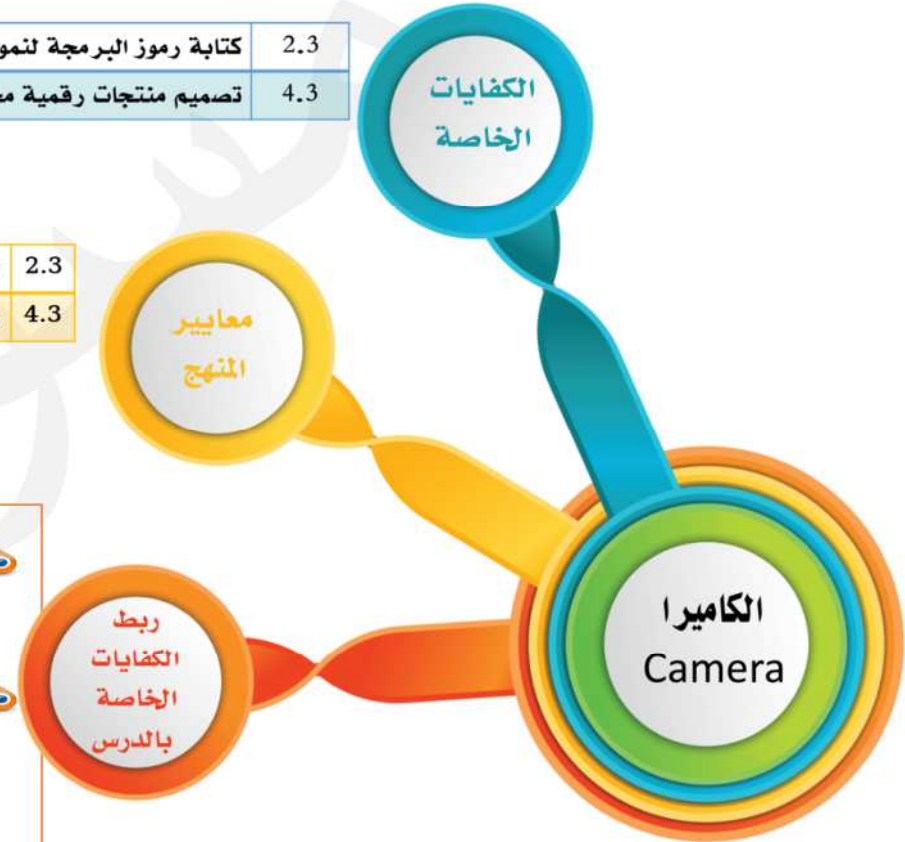 2.3 كتابة رموز البرمجة
4.3 تصميم منتجات رقمية
الكفايات
الخاصة
2.3
4.3
معايير
المنهج
ربط
الكفايات
الخاصة
بالدرس
الكاميرا
Camera